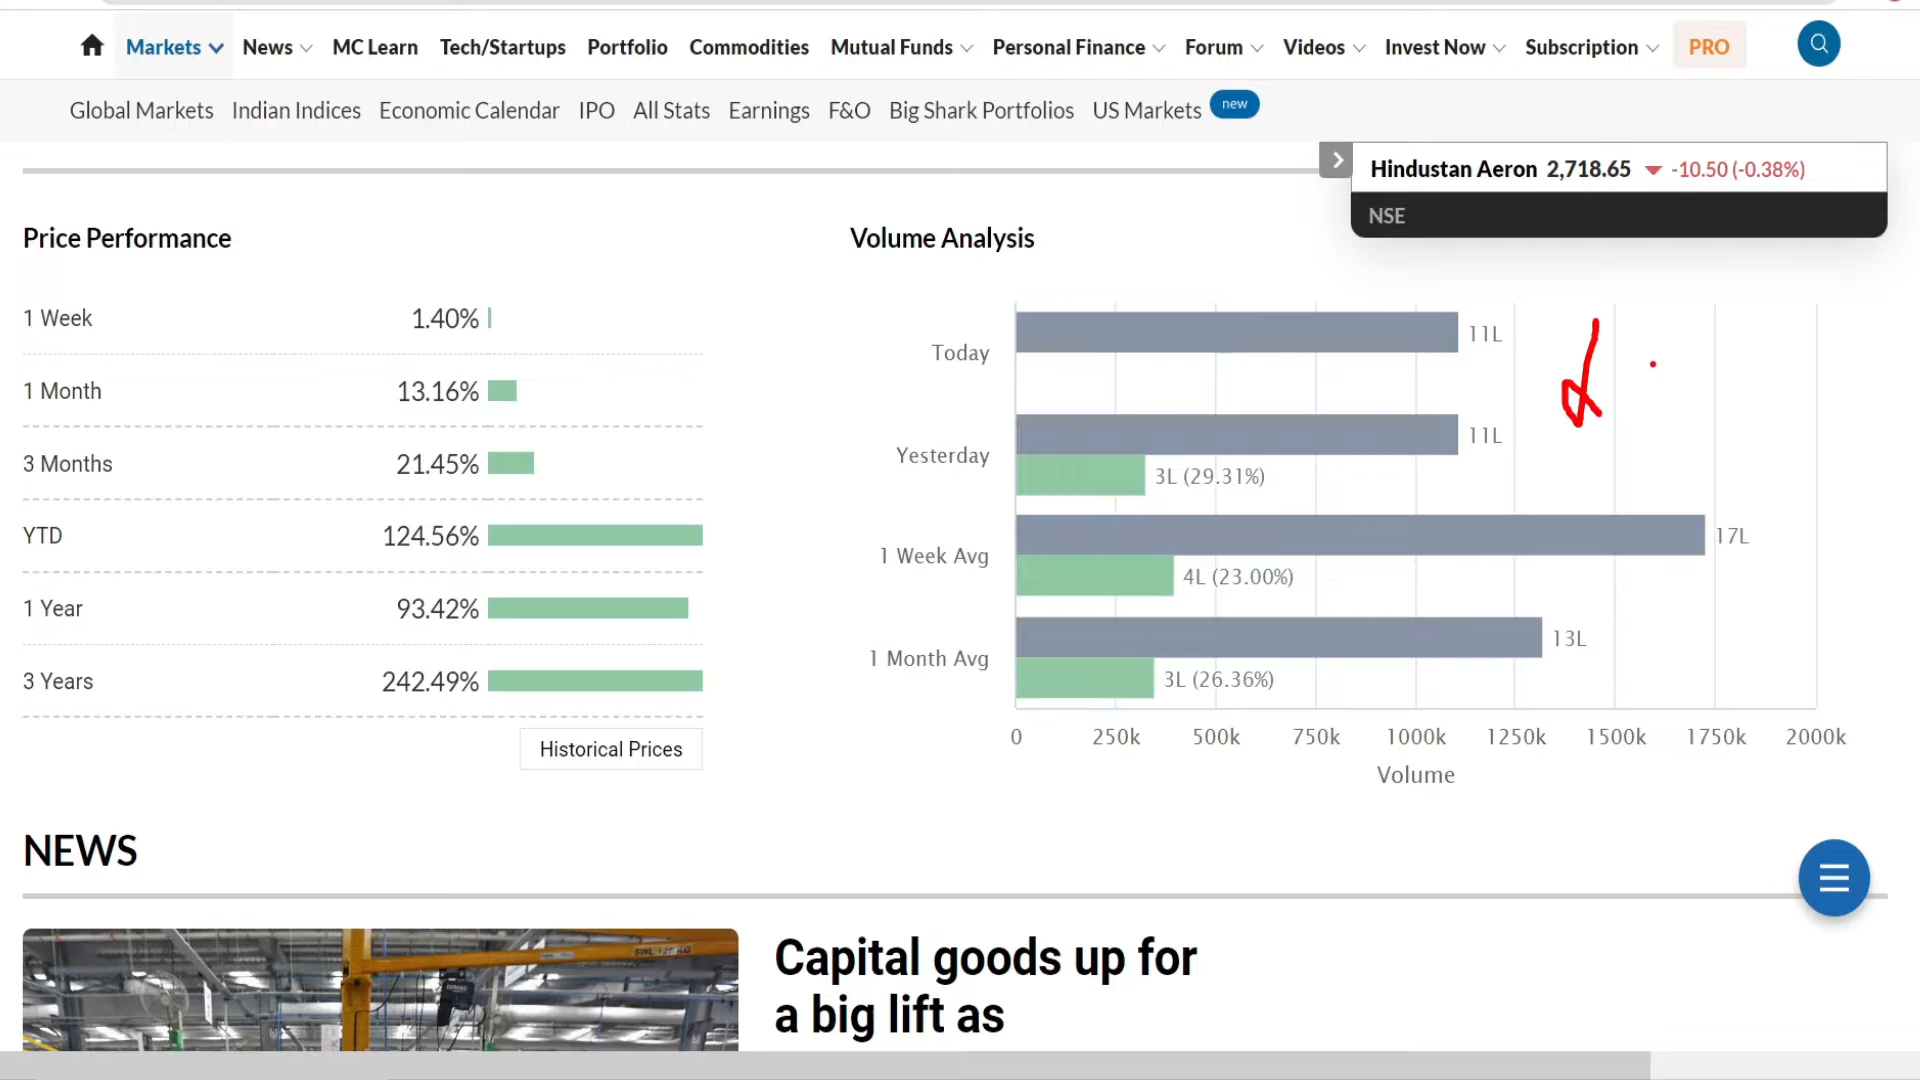 Markets News MC Learn Tech/Startups Portfolio Commodities Mutual Funds Personal Finance Forum Videos Invest Now Subscription PRO
Global Markets Indian Indices Economic Calendar IPO All Stats Earnings F&O Big Shark Portfolios US Markets new
Hindustan Aeron 2,718.65 -10.50 (-0.38%)
NSE
Price Performance
1 Week 1.40%
1 Month 13.16%
3 Months 21.45%
YTD 124.56%
1 Year 93.42%
3 Years 242.49%
Historical Prices
Volume Analysis
Today 11L
Yesterday 11L
3L (29.31%)
1 Week Avg 17L
4L (23.00%)
1 Month Avg 13L
3L (26.36%)
0 250k 500k 750k 1000k 1250k 1500k 1750k 2000k
Volume
NEWS
Capital goods up for
a big lift as